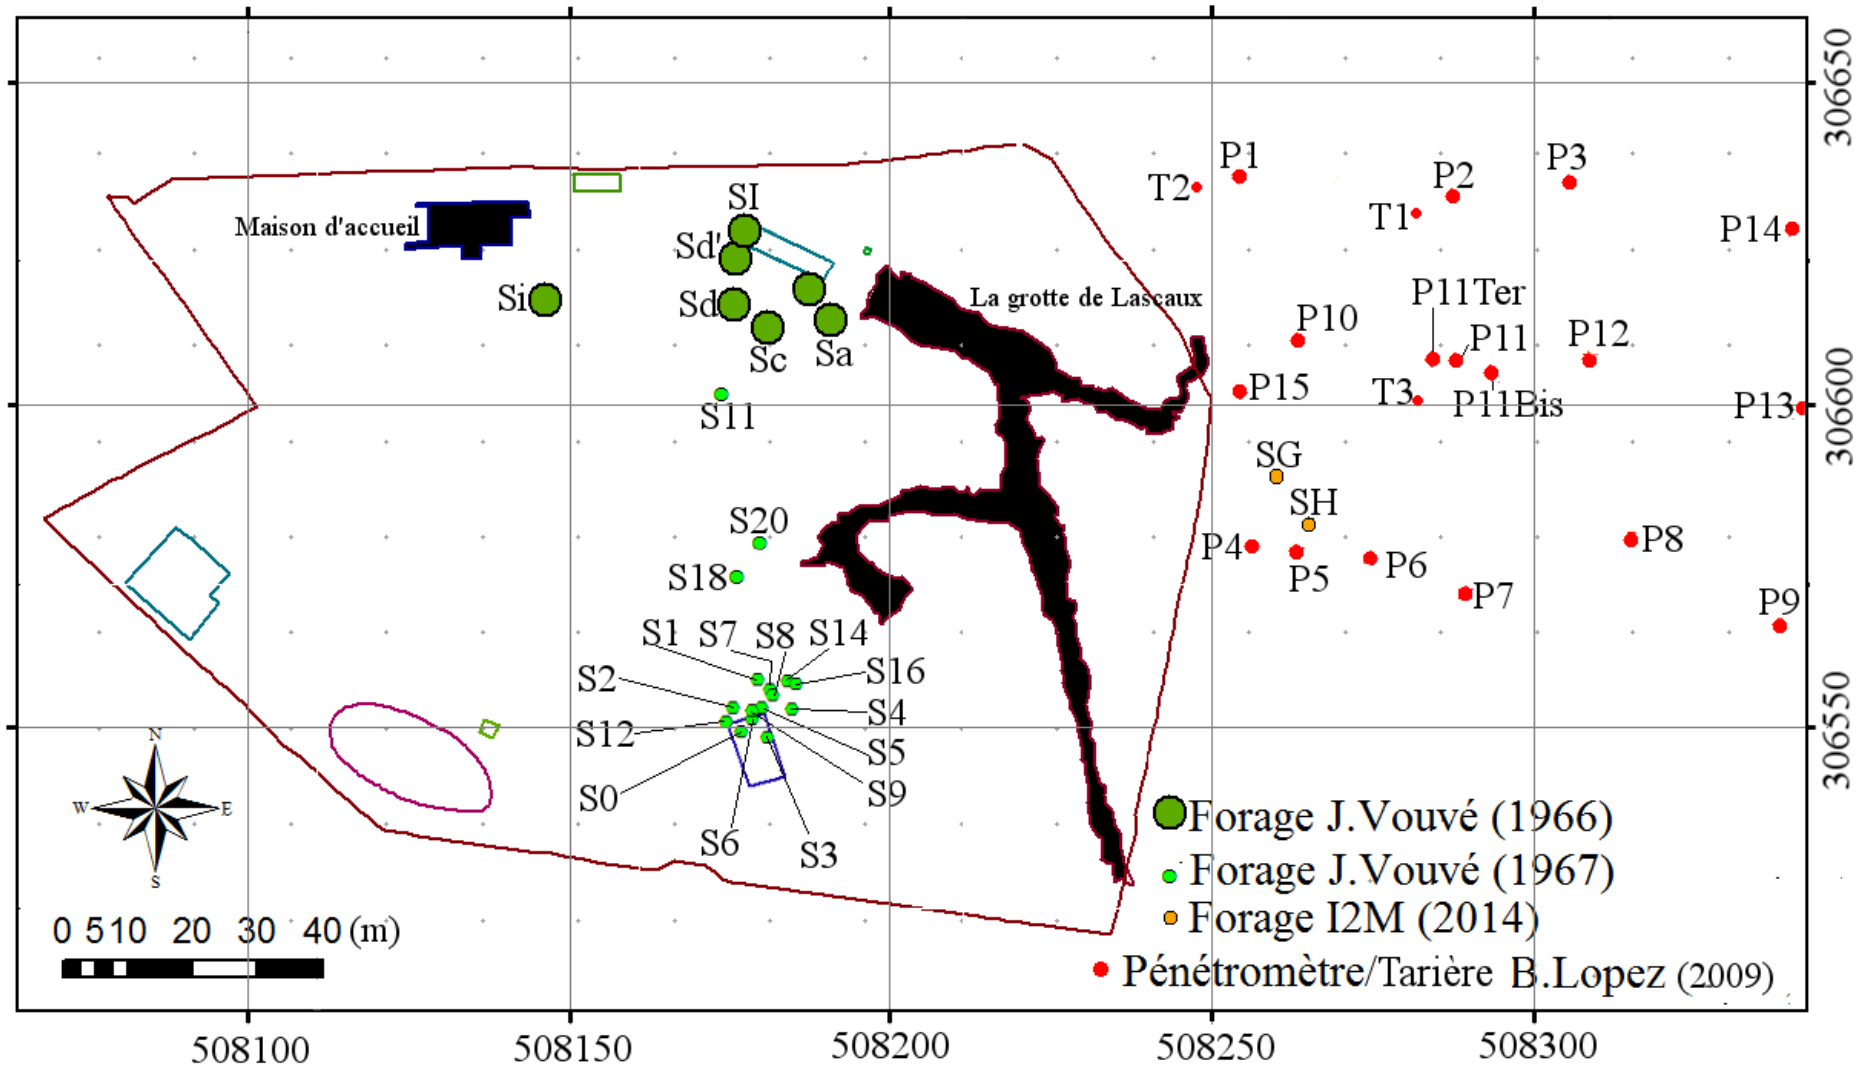 306650
P1
P3
T2
P2
SI
T1
Maison d'accueil
Sd'
P14
Si
Sd
La grotte de Lascaux
P11Ter
P10
P11
P12
Sc
Sa
P15
T3
P11Bis
P13
306600
S11
SG
SH
S20
P4
P5
P6
P8
S18
P7
P9
S1
S7
S8
S14
S2
S16
S12
S4
S5
306550
N
W
E
S
S0
S9
S6
S3
Forage J.Vouvé (1966)
Forage J.Vouvé (1967)
Forage I2M (2014)
0 5 10 20 30 40 (m)
Pénétromètre/Tarière B.Lopez (2009)
508100
508150
508200
508250
508300